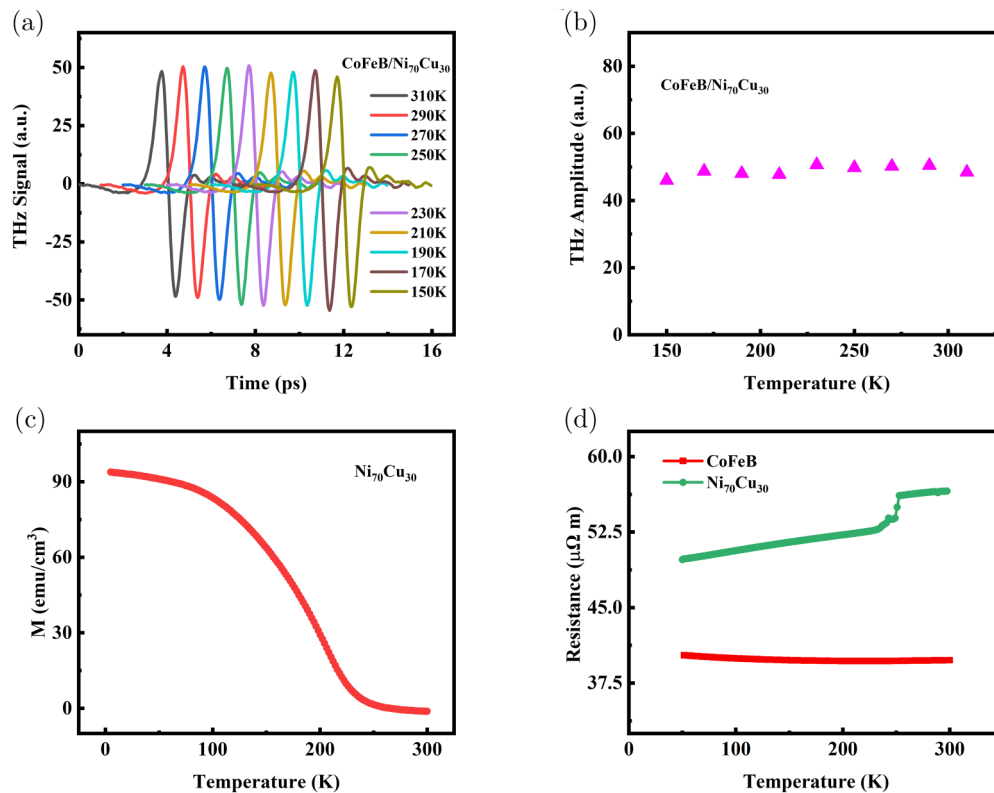 (a)
THz Signal (a.u.)
50
25
0
-25
-50
CoFeB/Ni70Cu30
310K
290K
270K
250K
230K
210K
190K
170K
150K
0 4 8 12 16
Time (ps)
(b)
THz Amplitude (a.u.)
80
60
40
20
0
CoFeB/Ni70Cu30
150 200 250 300
Temperature (K)
(c)
M (emu/cm³)
90
60
30
0
Ni70Cu30
0 100 200 300
Temperature (K)
(d)
Resistance (μΩ m)
60.0
52.5
45.0
37.5
CoFeB
Ni70Cu30
0 100 200 300
Temperature (K)